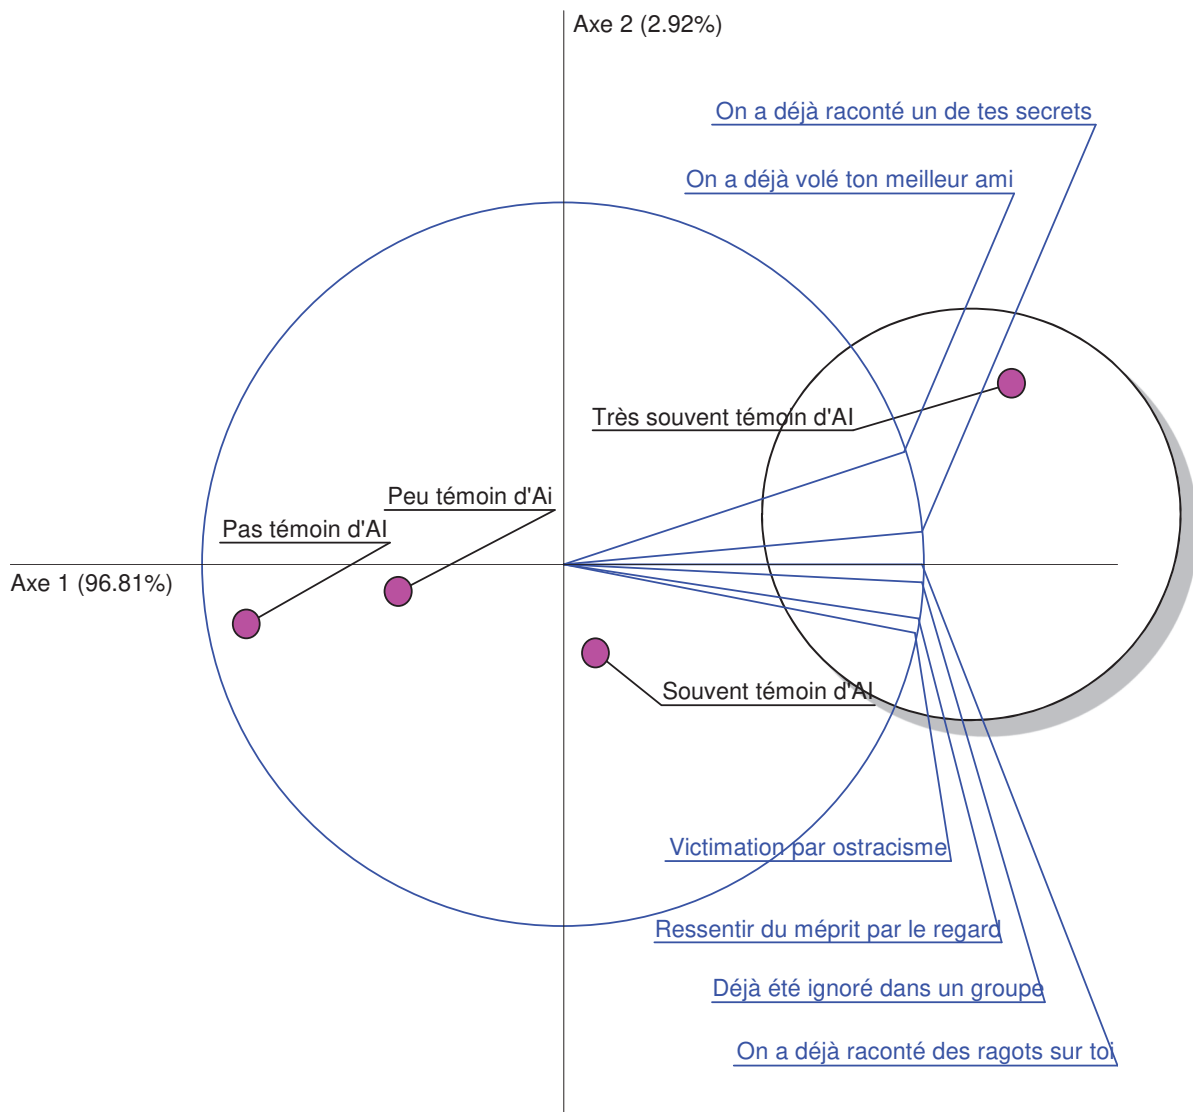 Axe 2 (2.92%)
On a déjà raconté un de tes secrets
On a déjà volé ton meilleur ami
Très souvent témoin d'AI
Peu témoin d'Ai
Pas témoin d'AI
Axe 1 (96.81%)
Souvent témoin d'AI
Victimation par ostracisme
Ressentir du méprit par le regard
Déjà été ignoré dans un groupe
On a déjà raconté des ragots sur toi